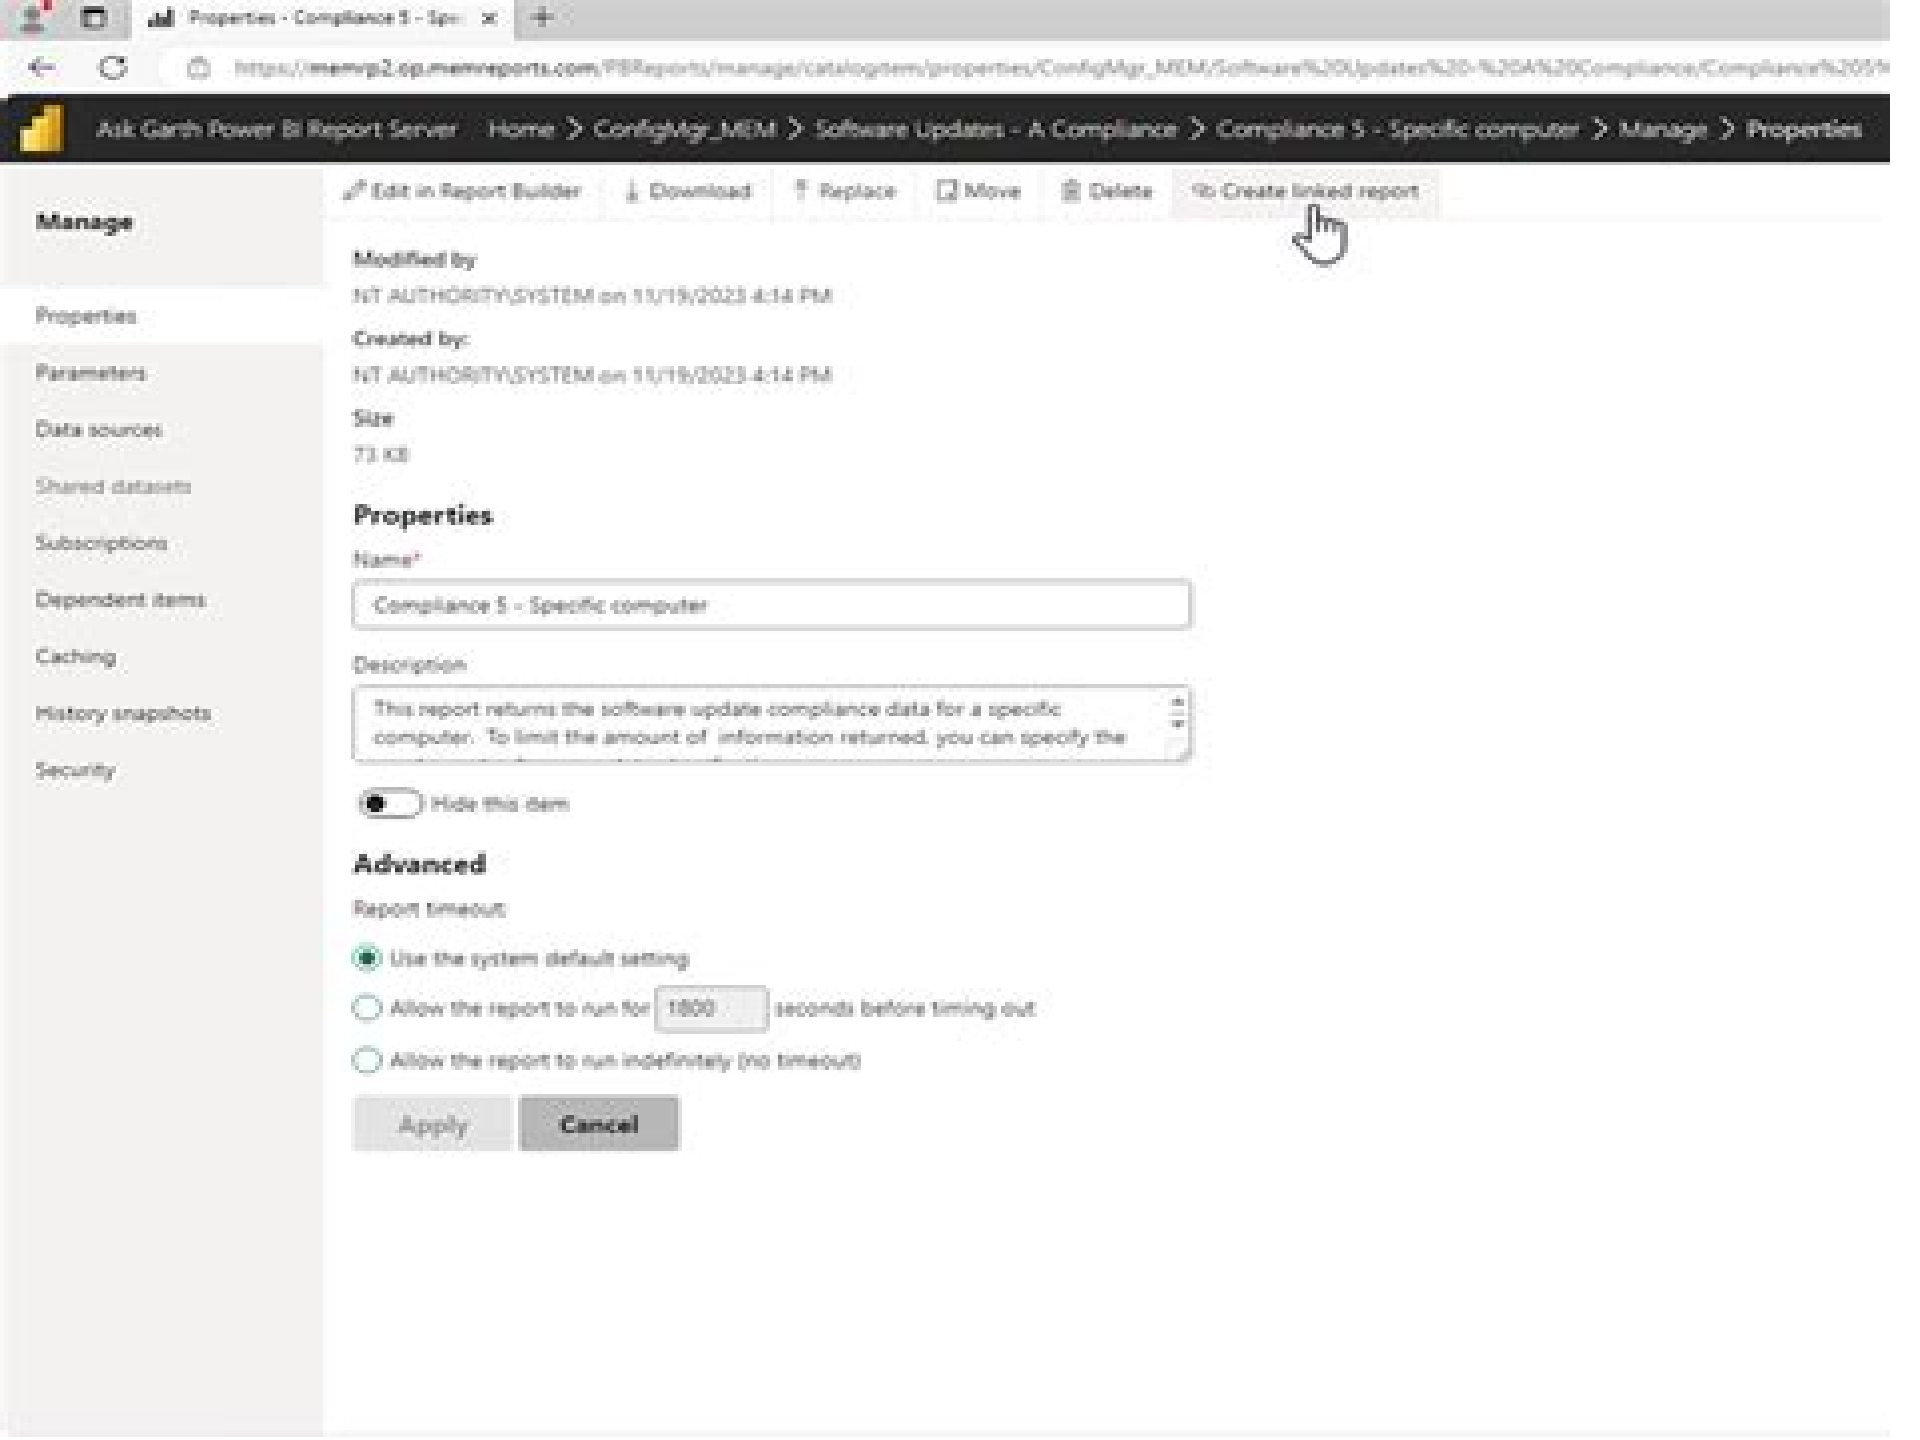 Properties - Compliance 5 - Spe
https://memrp2.op.memreports.com/PBReports/manage/catalogitem/properties/ConfigMgr_MEM/Software%20Updates%20-%20A%20Compliance/Compliance%205%
Ask Garth Power BI Report Server Home > ConfigMgr_MEM > Software Updates - A Compliance > Compliance 5 - Specific computer > Manage > Properties
Edit in Report Builder Download Replace Move Delete Create linked report
Manage
Properties
Parameters
Data sources
Shared datasets
Subscriptions
Dependent items
Caching
History snapshots
Security
Modified by
NT AUTHORITY\SYSTEM on 11/19/2023 4:14 PM
Created by:
NT AUTHORITY\SYSTEM on 11/19/2023 4:14 PM
Size
73 KB
Properties
Name*
Compliance 5 - Specific computer
Description
This report returns the software update compliance data for a specific
computer. To limit the amount of information returned, you can specify the
Hide this item
Advanced
Report timeout:
Use the system default setting
Allow the report to run for 1800 seconds before timing out
Allow the report to run indefinitely (no timeout)
Apply Cancel